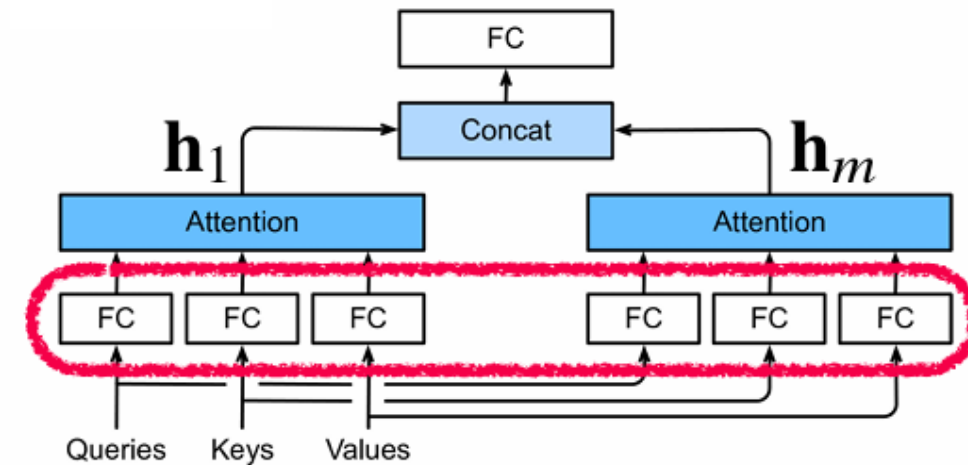 FC
Concat
h1
hm
Attention
Attention
FC
FC
FC
FC
FC
FC
Queries
Keys
Values